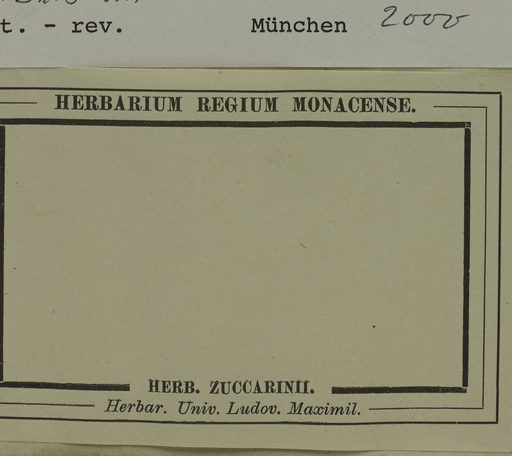 t. - rev. München 2000
HERBARIUM REGIUM MONACENSE.
HERB. ZUCCARINII.
Herbar. Univ. Ludov. Maximil.